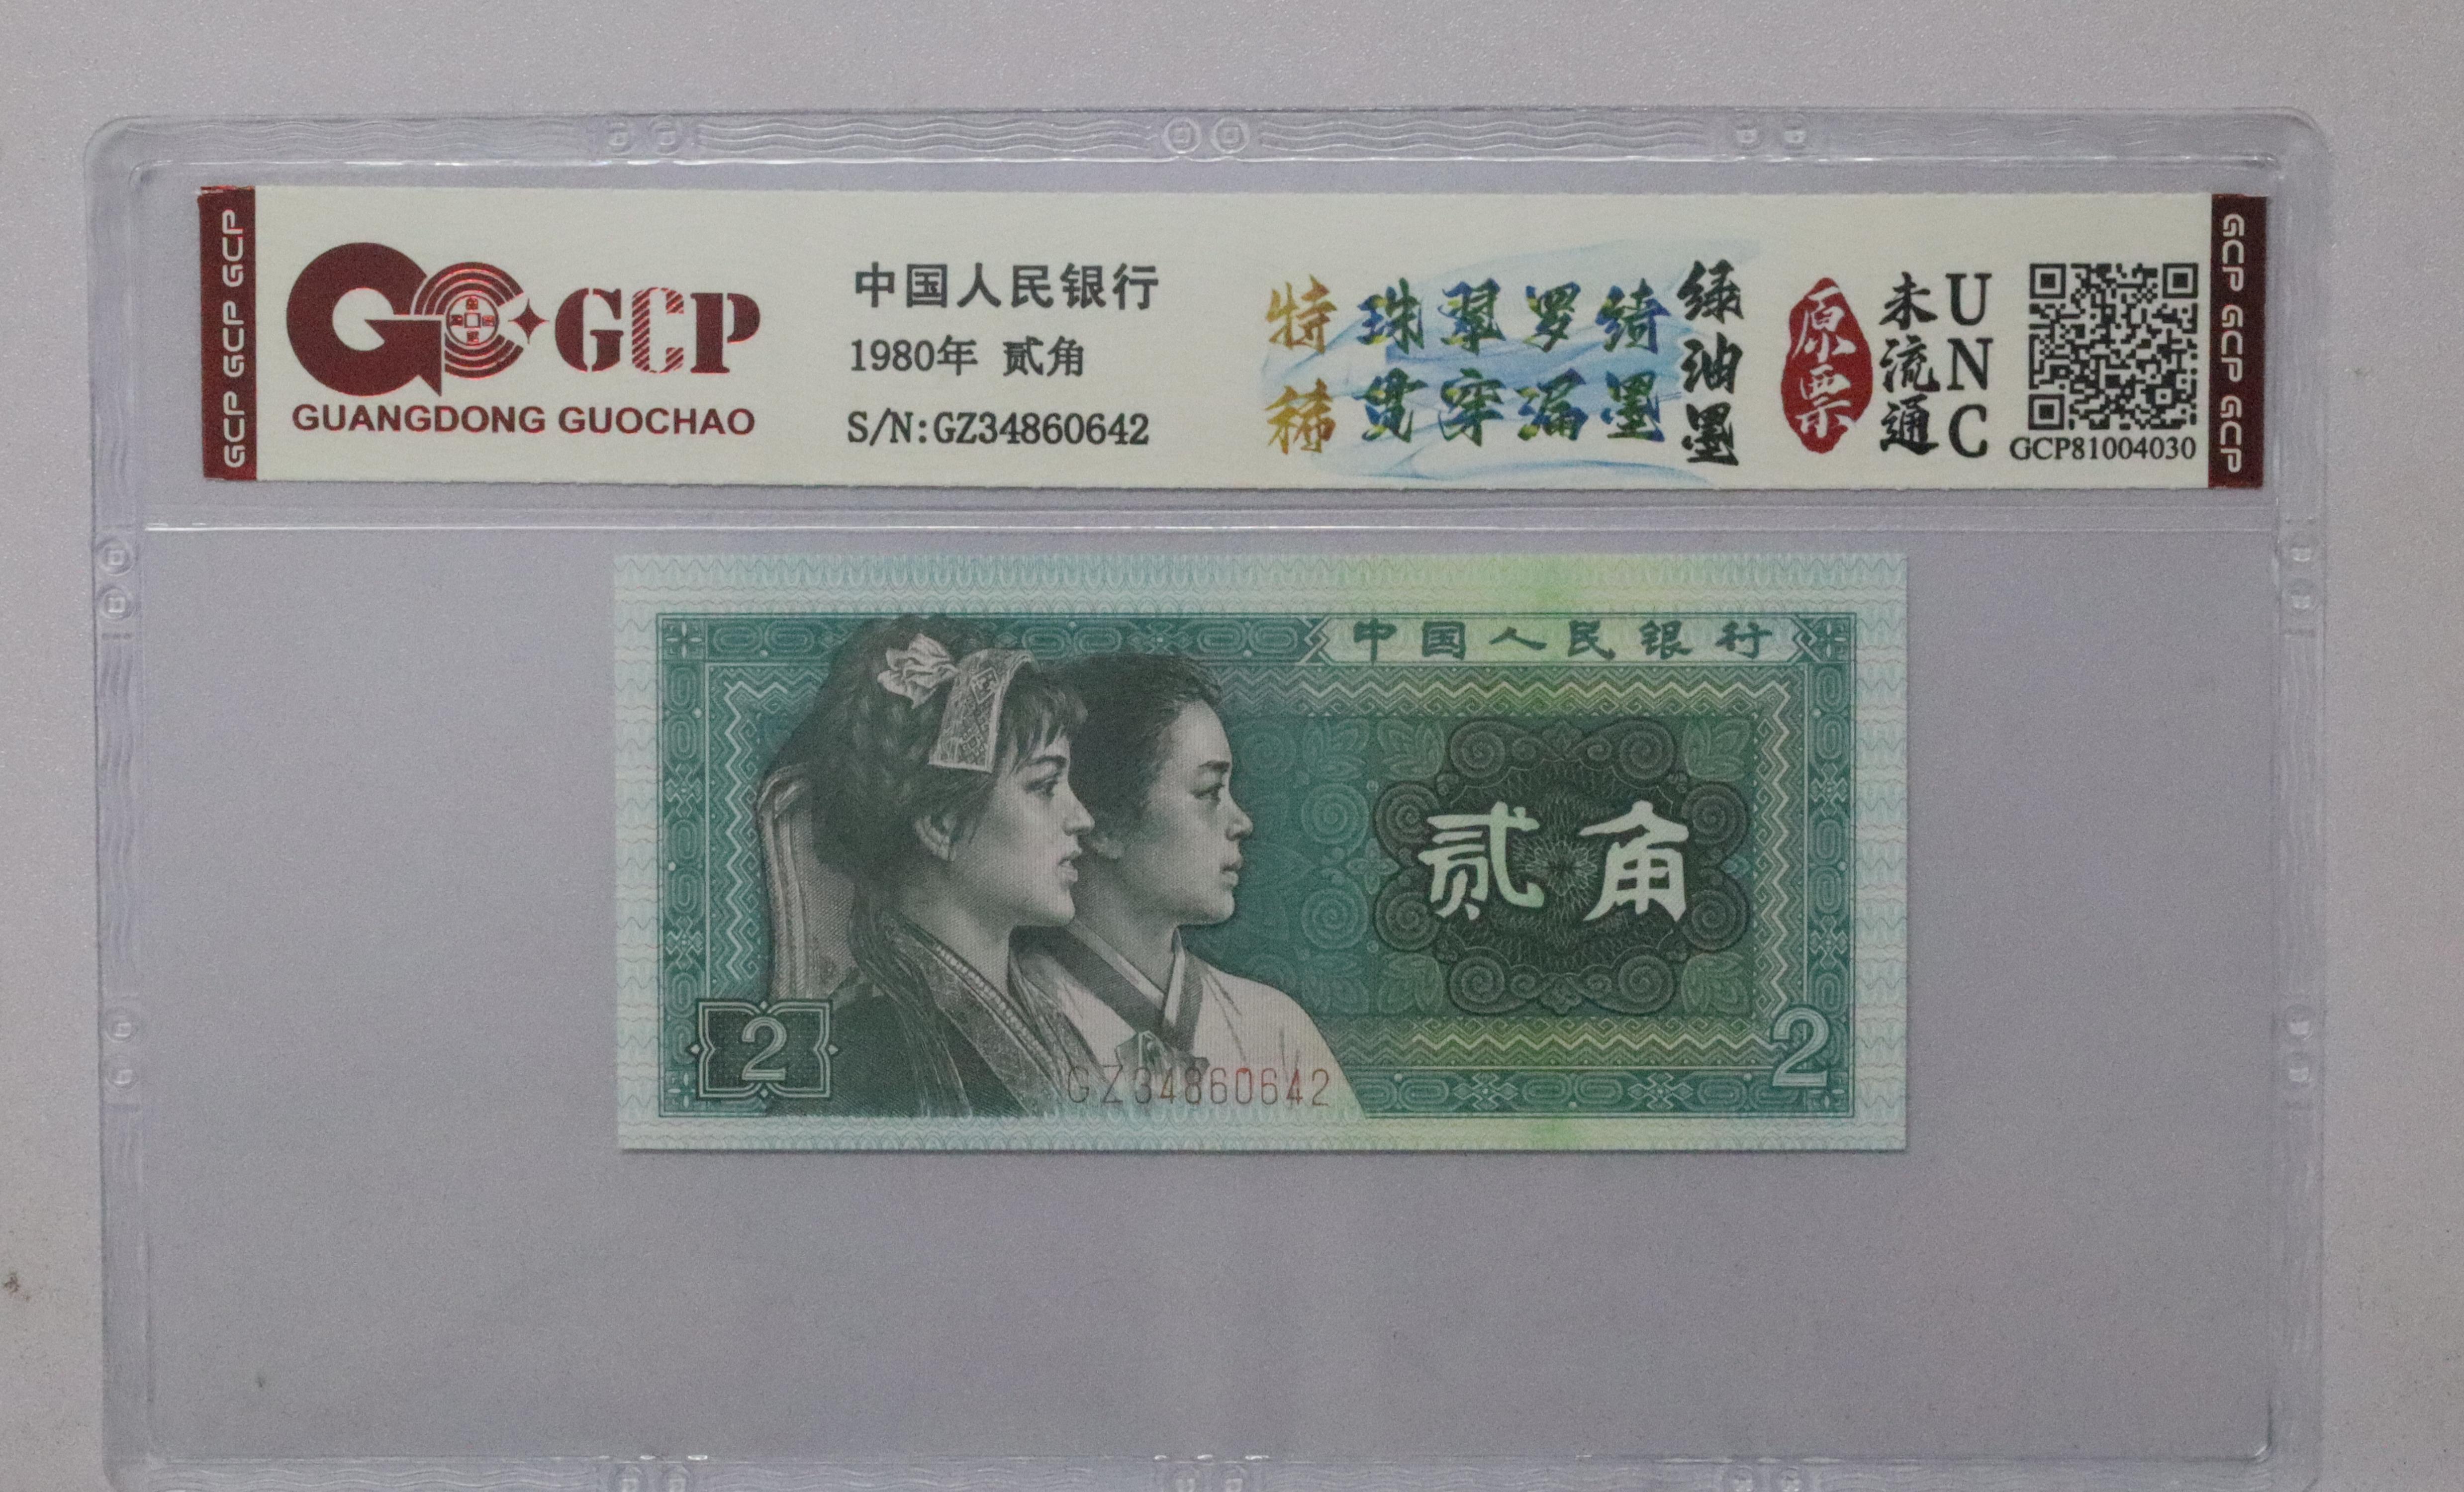 GCP GCP GCP
GCP
GUANGDONG GUOCHAO
中国人民银行
1980年 贰角
S/N:GZ34860642
特稀
珠翠罗绮
贯穿漏墨
绿油墨
原票
未流通
UNC
GCP81004030
GCP GCP GCP
中国人民银行
贰角
2
GZ34860642
2